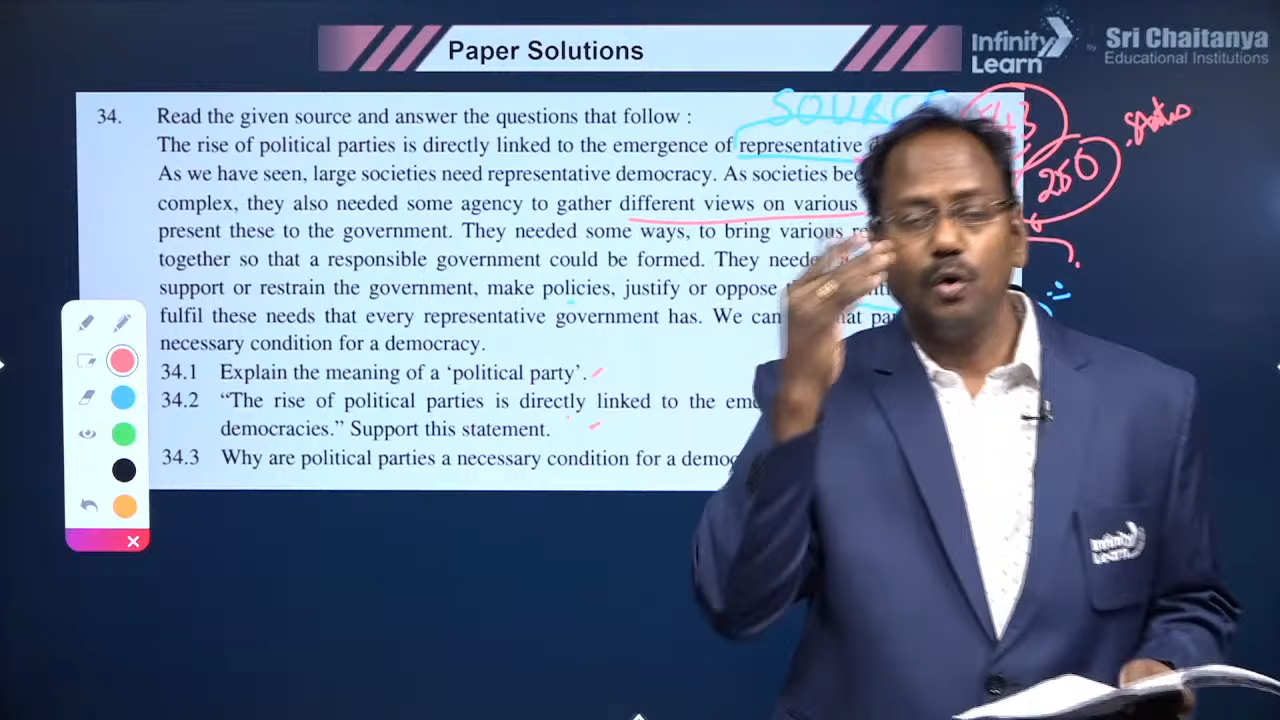 Paper Solutions
Infinity Learn
by Sri Chaitanya
Educational Institutions
SOURC
states
250
34. Read the given source and answer the questions that follow :
The rise of political parties is directly linked to the emergence of representative
As we have seen, large societies need representative democracy. As societies
complex, they also needed some agency to gather different views on various
present these to the government. They needed some ways, to bring various
together so that a responsible government could be formed. They
support or restrain the government, make policies, justify or oppose
fulfil these needs that every representative government has. We can
necessary condition for a democracy.
34.1 Explain the meaning of a ‘political party’.
34.2 “The rise of political parties is directly linked to the
democracies.” Support this statement.
34.3 Why are political parties a necessary condition for a
Infinity
Learn